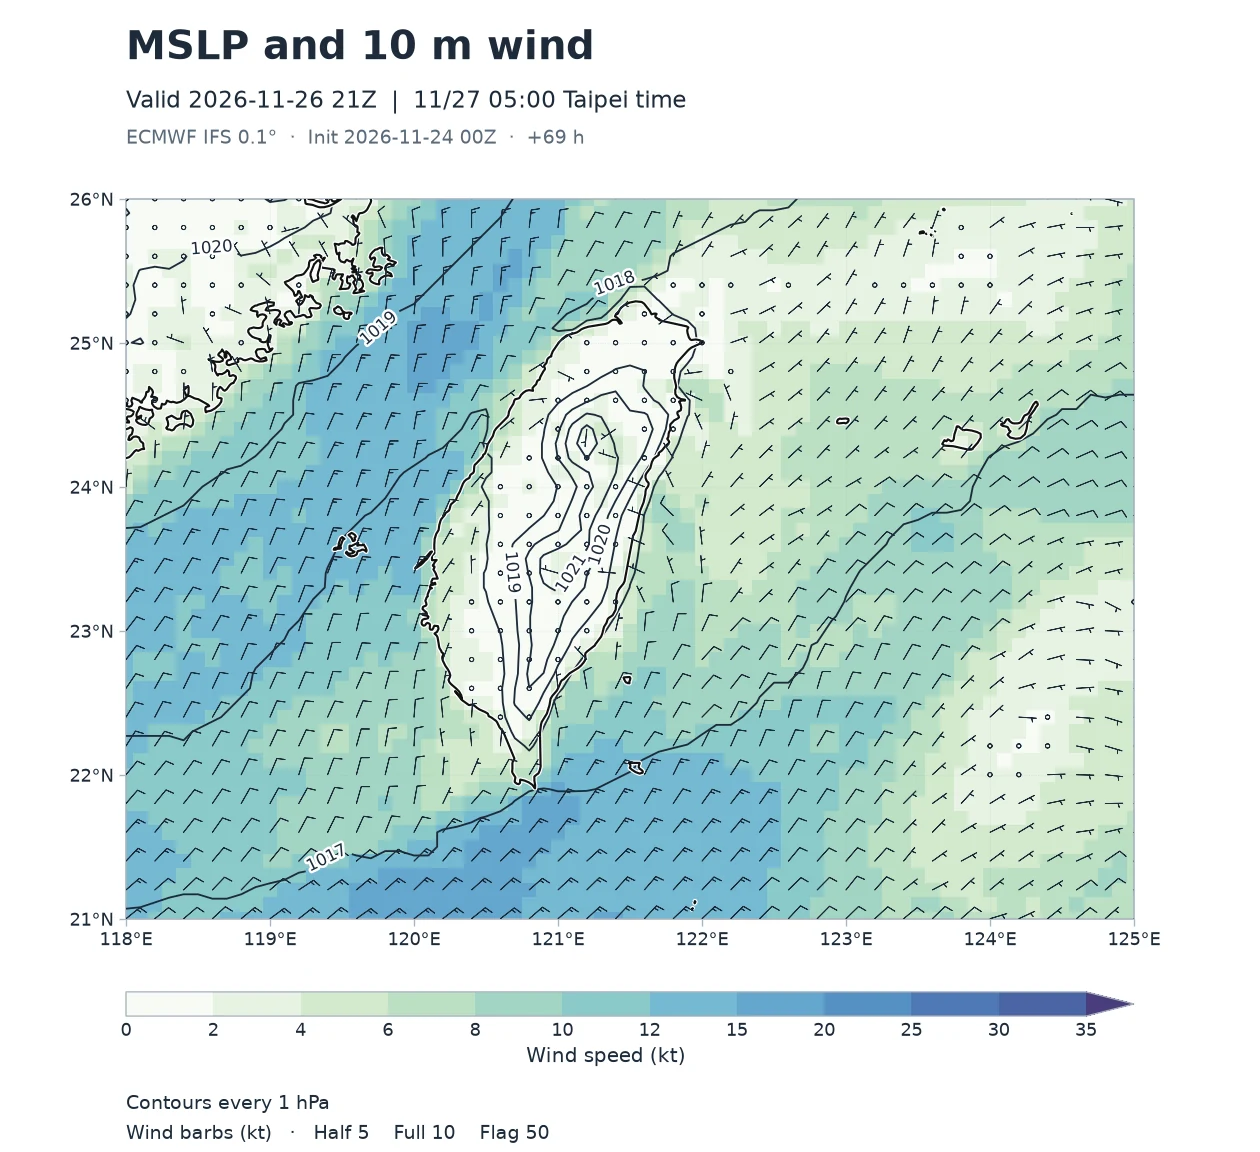 MSLP and 10 m wind
Valid 2026-11-26 21Z | 11/27 05:00 Taipei time
ECMWF IFS 0.1° · Init 2026-11-24 00Z · +69 h
26°N
25°N
24°N
23°N
22°N
21°N
1020
1019
1018
1019
1021
1020
1017
118°E 119°E 120°E 121°E 122°E 123°E 124°E 125°E
0 2 4 6 8 10 12 15 20 25 30 35
Wind speed (kt)
Contours every 1 hPa
Wind barbs (kt) · Half 5 Full 10 Flag 50